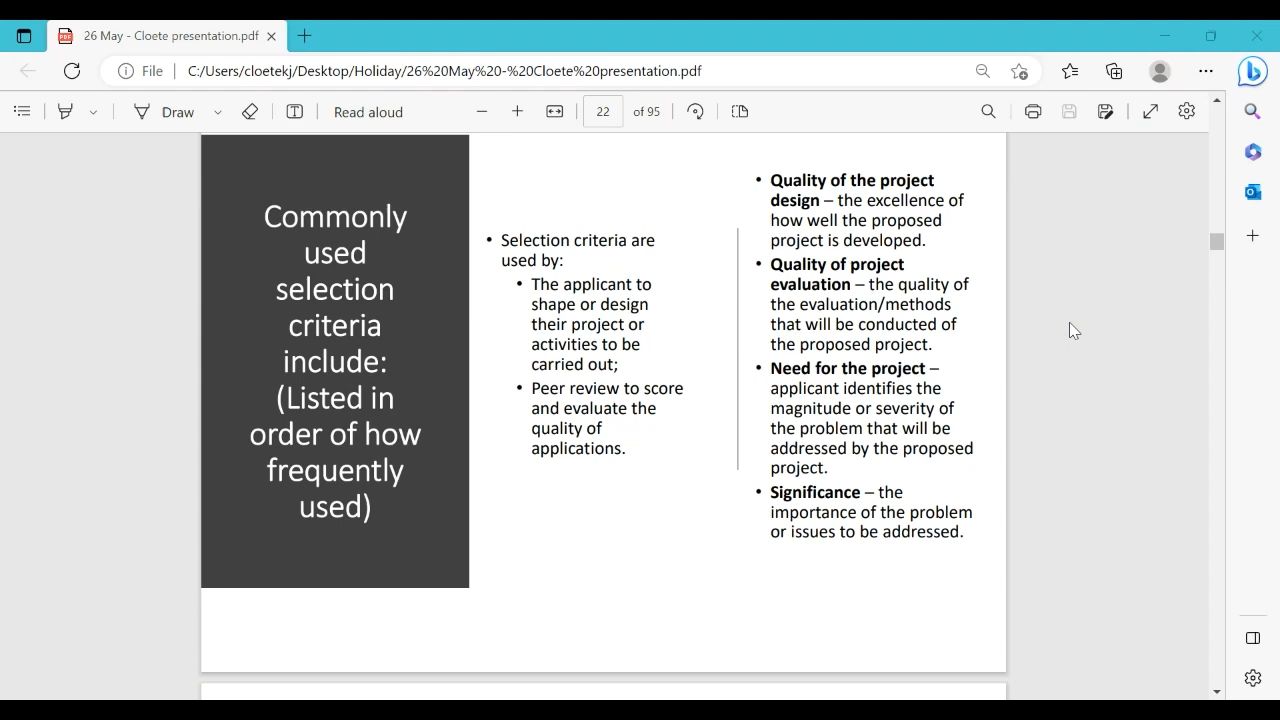 26 May - Cloete presentation.pdf
File
C:/Users/cloetekj/Desktop/Holiday/26%20May%20-%20Cloete%20presentation.pdf
Draw
Read aloud
22
of 95
Commonly
used
selection
criteria
include:
(Listed in
order of how
frequently
used)
• Selection criteria are
used by:
• The applicant to
shape or design
their project or
activities to be
carried out;
• Peer review to score
and evaluate the
quality of
applications.
• Quality of the project
design – the excellence of
how well the proposed
project is developed.
• Quality of project
evaluation – the quality of
the evaluation/methods
that will be conducted of
the proposed project.
• Need for the project –
applicant identifies the
magnitude or severity of
the problem that will be
addressed by the proposed
project.
• Significance – the
importance of the problem
or issues to be addressed.